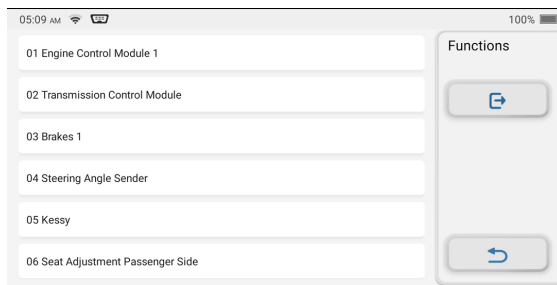 05:09 AM
100%
01 Engine Control Module 1
02 Transmission Control Module
03 Brakes 1
04 Steering Angle Sender
05 Kessy
06 Seat Adjustment Passenger Side
Functions